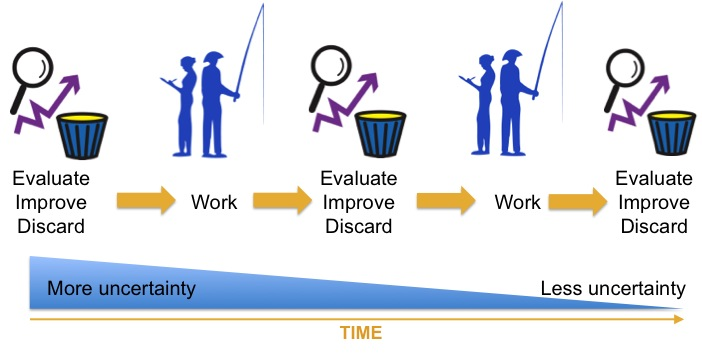 Evaluate
Improve
Discard
Work
Evaluate
Improve
Discard
Work
Evaluate
Improve
Discard
More uncertainty
Less uncertainty
TIME